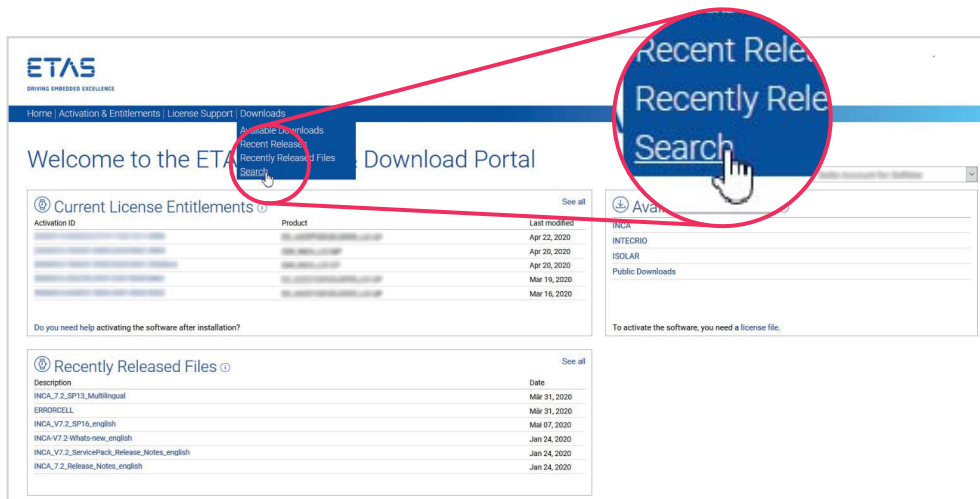 ETAS
DRIVING EMBEDDED EXCELLENCE
Home | Activation & Entitlements | License Support | Downloads
Available Downloads
Recent Releases
Recently Released Files
Search
Recent Rele
Recently Rele
Search
Welcome to the ETA & Download Portal
Current License Entitlements
See all
Activation ID Product Last modified
Apr 22, 2020
Apr 20, 2020
Apr 20, 2020
Mar 19, 2020
Mar 16, 2020
Do you need help activating the software after installation?
Avai
INCA
INTECRIO
ISOLAR
Public Downloads
To activate the software, you need a license file.
Recently Released Files
See all
Description Date
INCA_7.2_SP13_Multilingual Mär 31, 2020
ERRORCELL Mär 31, 2020
INCA_V7.2_SP16_english Mai 07, 2020
INCA-V7.2-Whats-new_english Jan 24, 2020
INCA_V7.2_ServicePack_Release_Notes_english Jan 24, 2020
INCA_7.2_Release_Notes_english Jan 24, 2020